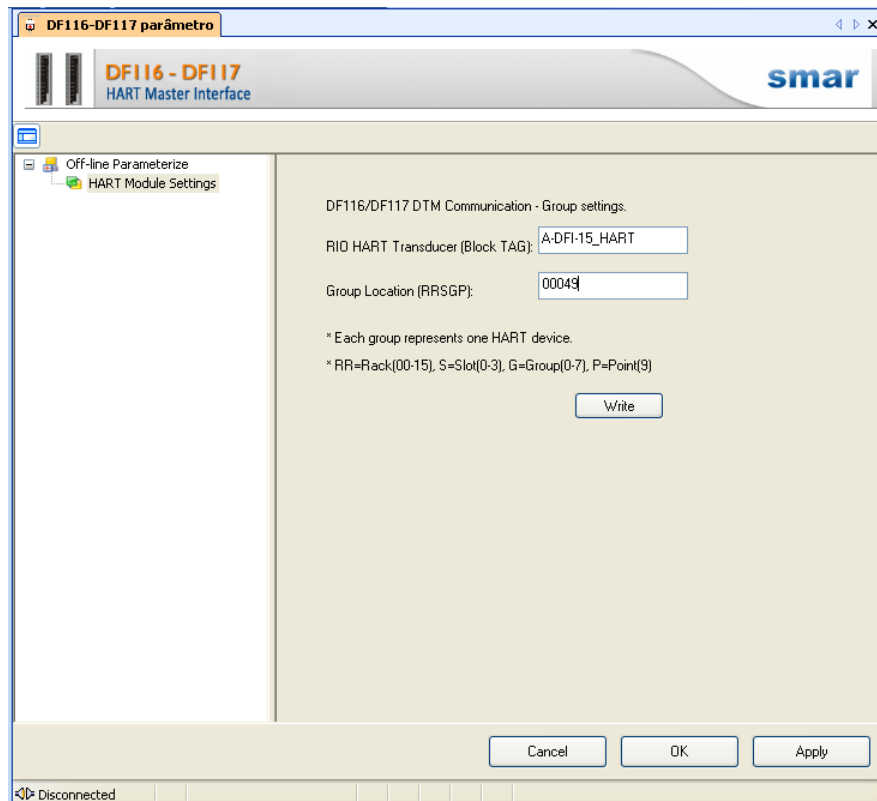 DF116-DF117 parâmetro
DF116 - DF117
HART Master Interface
smar
Off-line Parameterize
HART Module Settings
DF116/DF117 DTM Communication - Group settings.
RIO HART Transducer (Block TAG): A-DFI-15_HART
Group Location (RRSGP): 00049
* Each group represents one HART device.
* RR=Rack(00-15), S=Slot(0-3), G=Group(0-7), P=Point(9)
Write
Cancel OK Apply
Disconnected